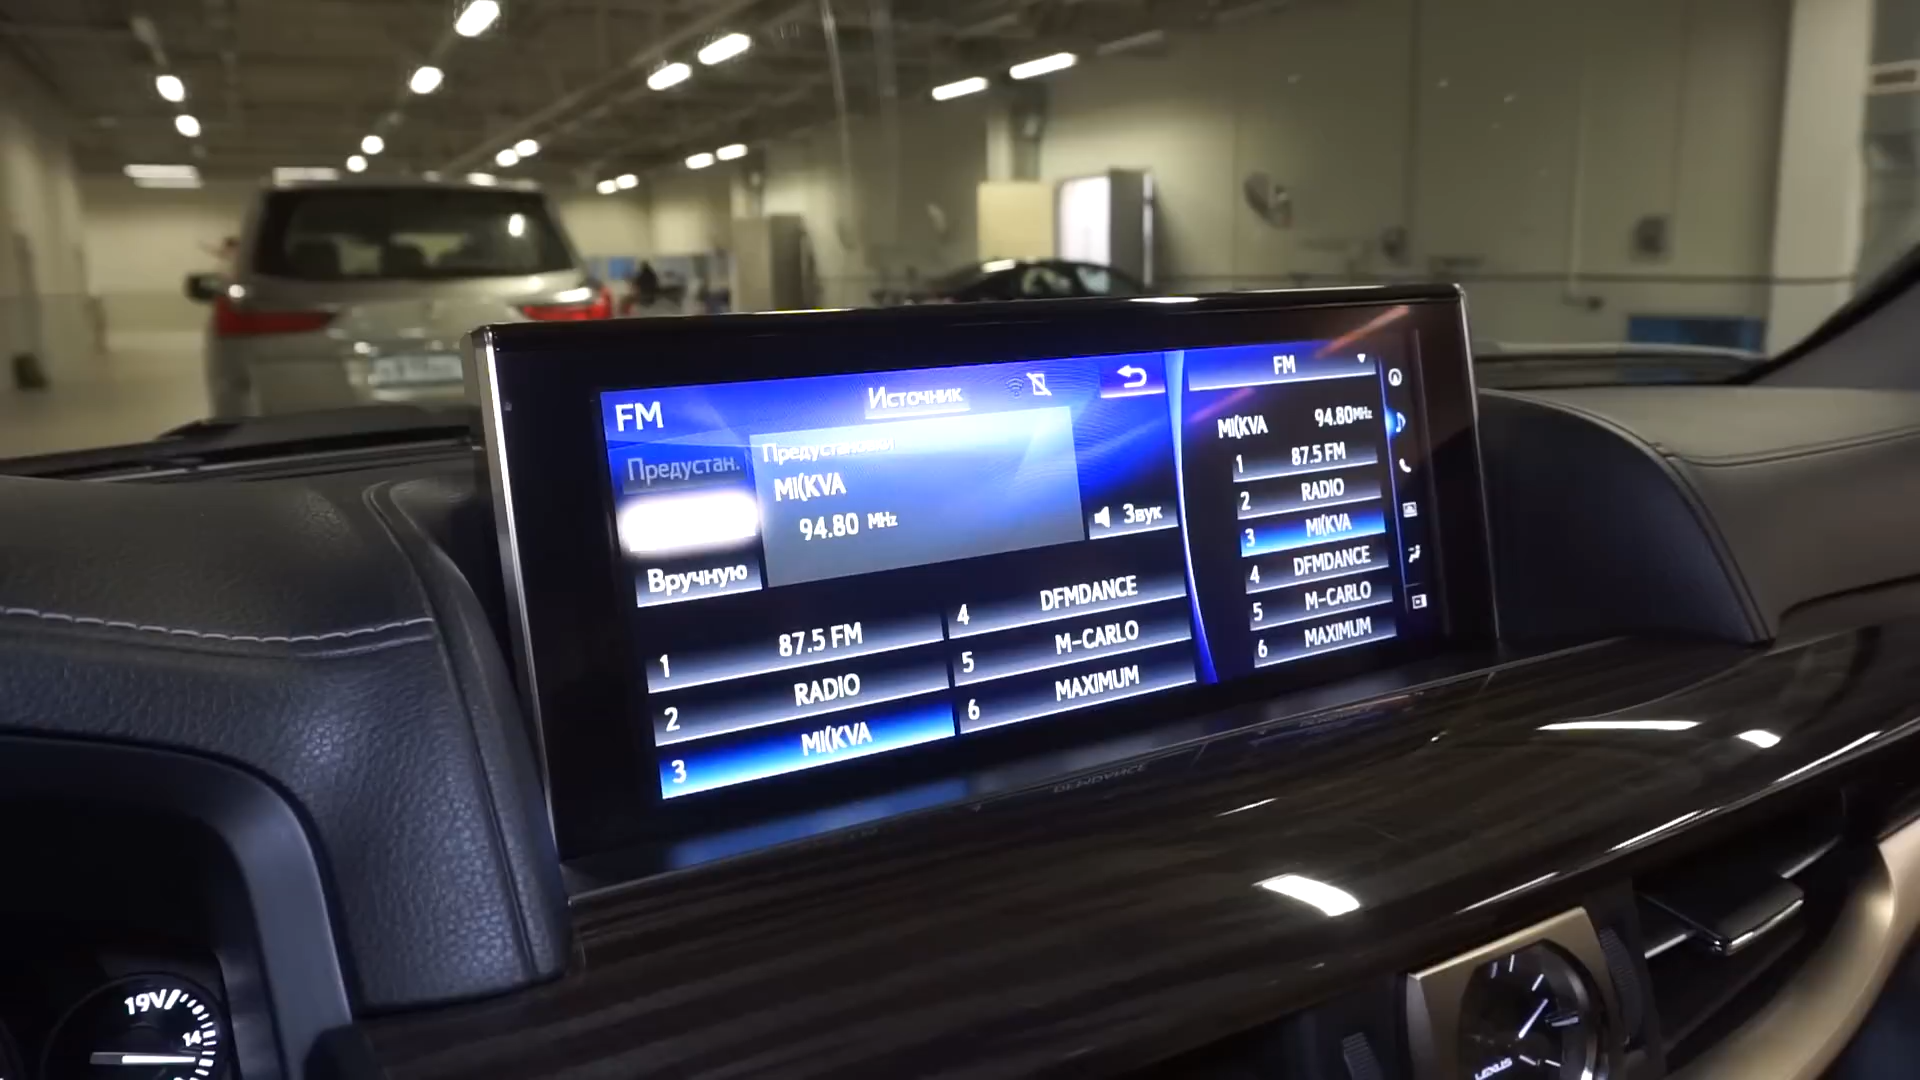 FM
Источник
Предустан.
Предустановки
MI(KVA
94.80 MHz
Звук
Вручную
1 87.5 FM
2 RADIO
3 MI(KVA
4 DFMDANCE
5 M-CARLO
6 MAXIMUM
FM
MI(KVA 94.80MHz
1 87.5 FM
2 RADIO
3 MI(KVA
4 DFMDANCE
5 M-CARLO
6 MAXIMUM
19V
14
LEXUS